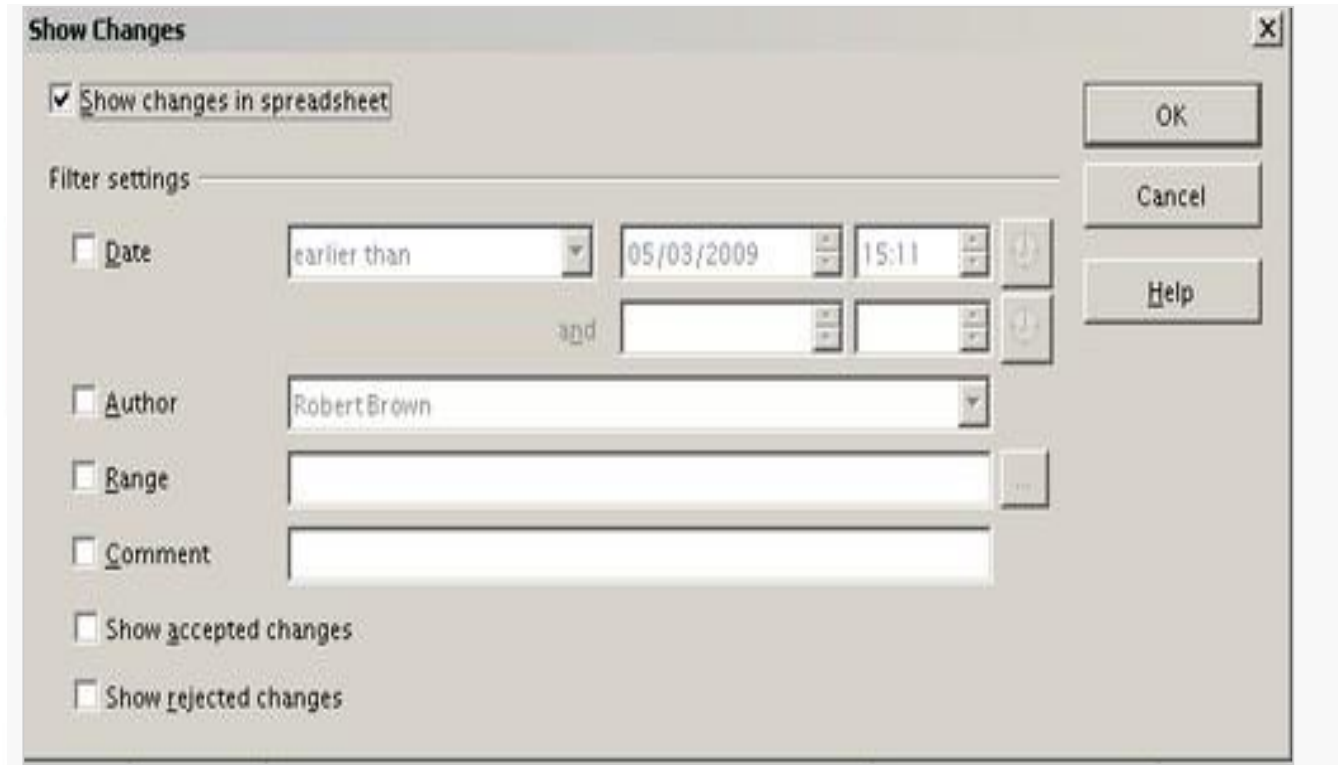 Show Changes
Show changes in spreadsheet
OK
Filter settings
Cancel
Date earlier than 05/03/2009 15:11
Help
and
Author Robert Brown
Range ...
Comment
Show accepted changes
Show rejected changes